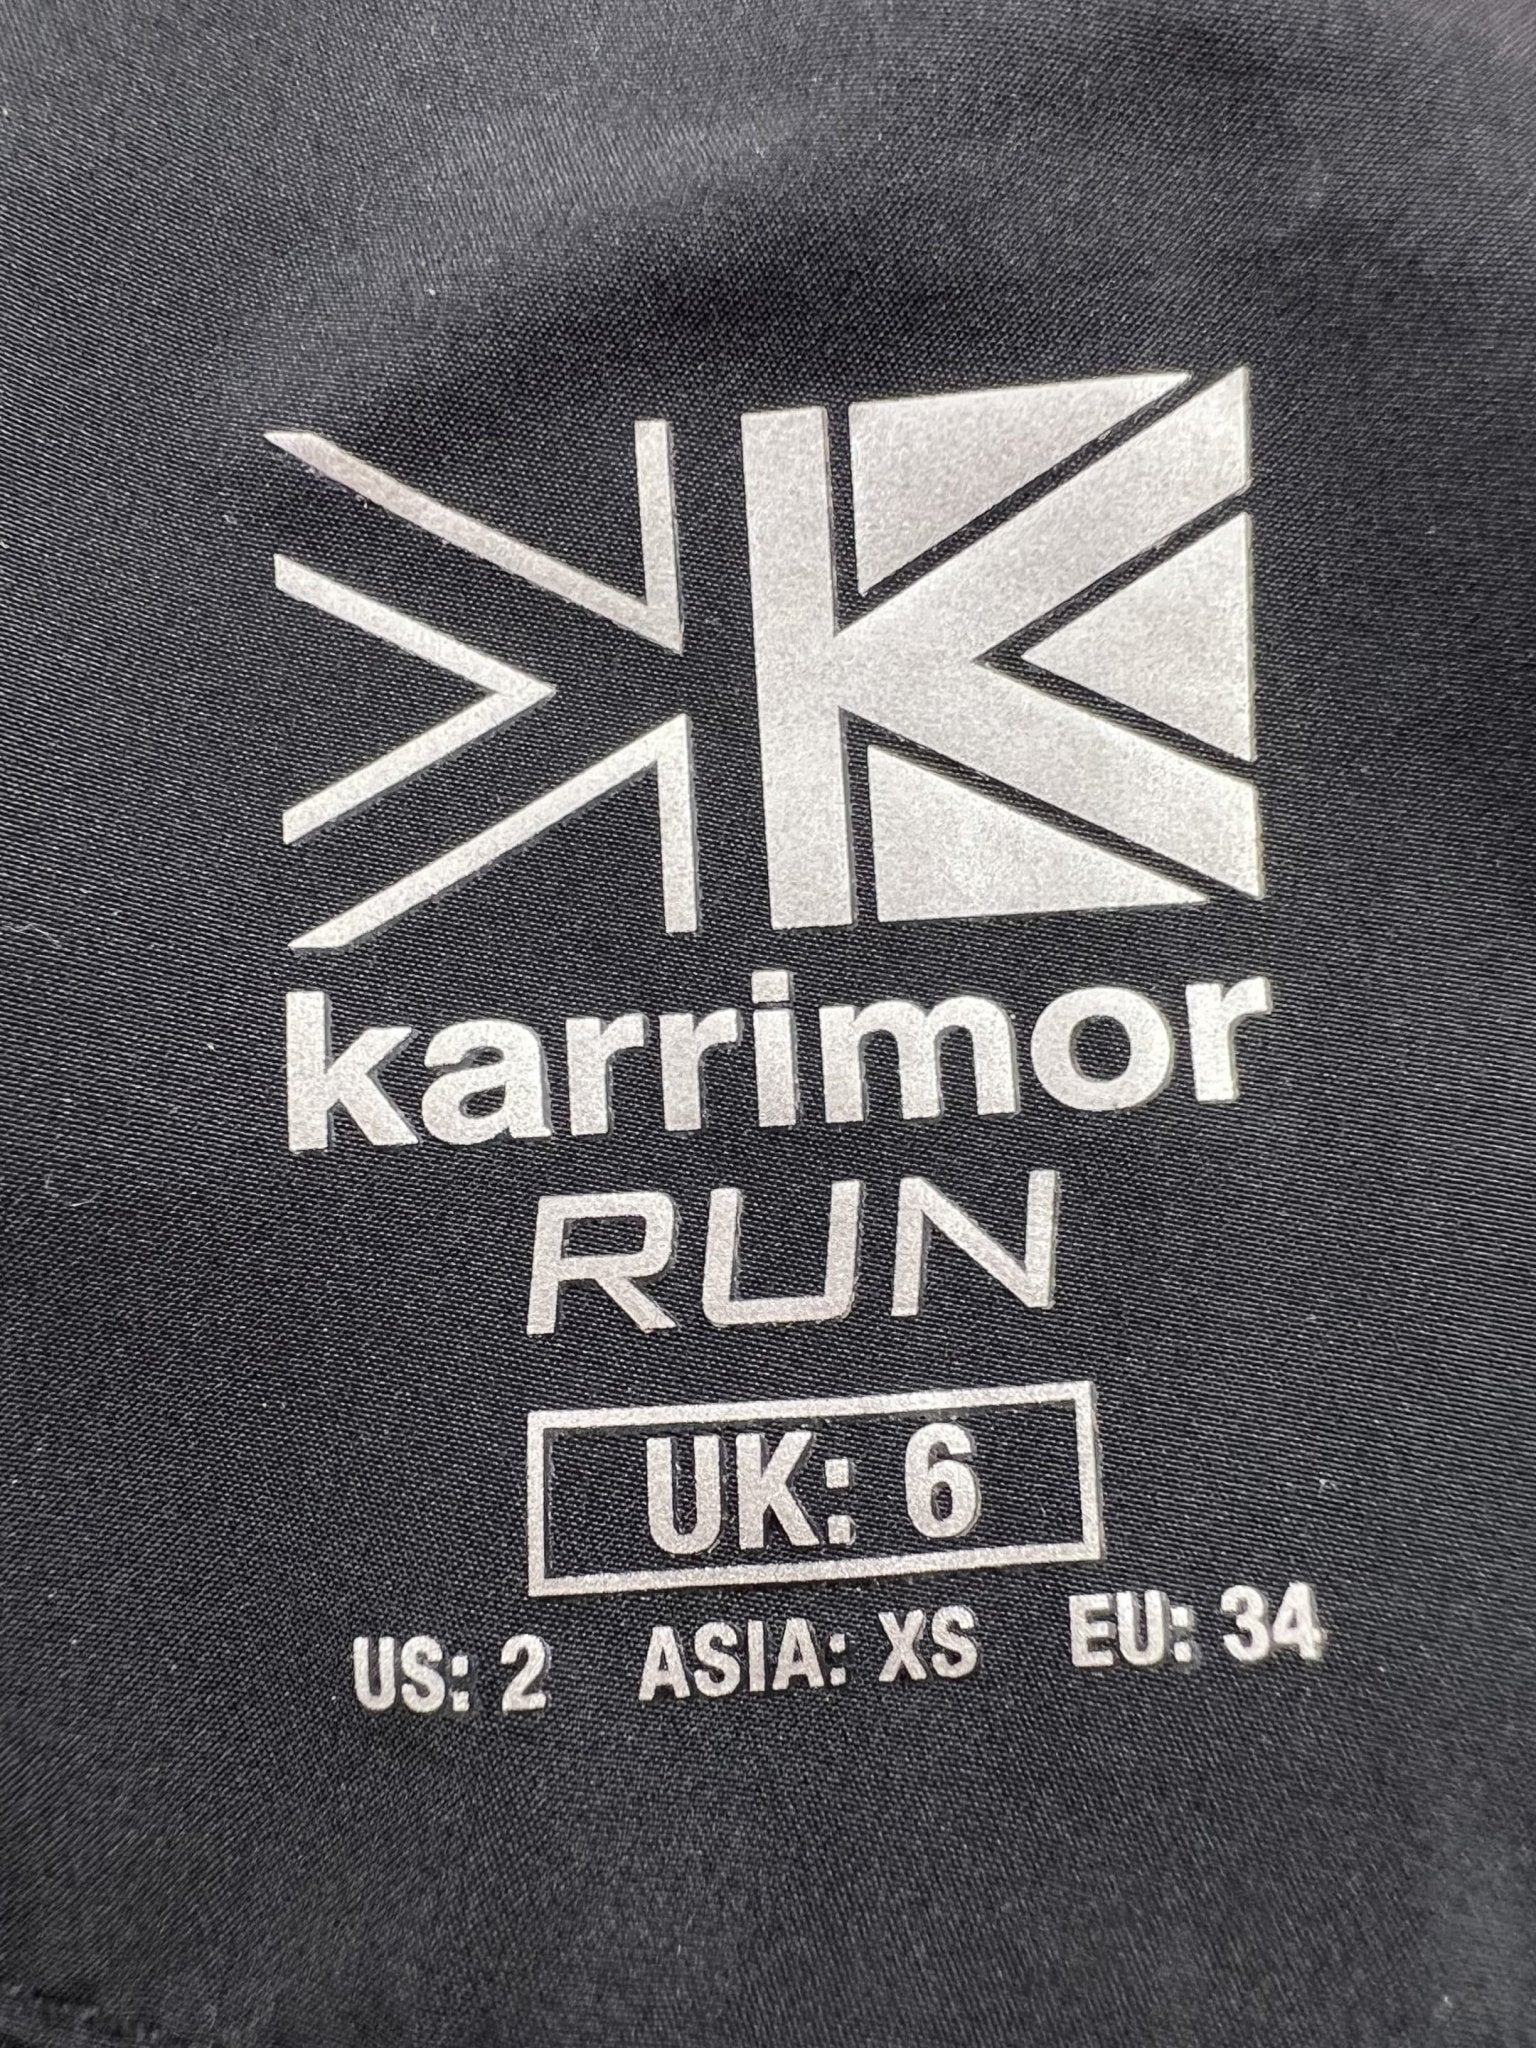 karrimor
RUN
UK: 6
US: 2 ASIA: XS EU: 34